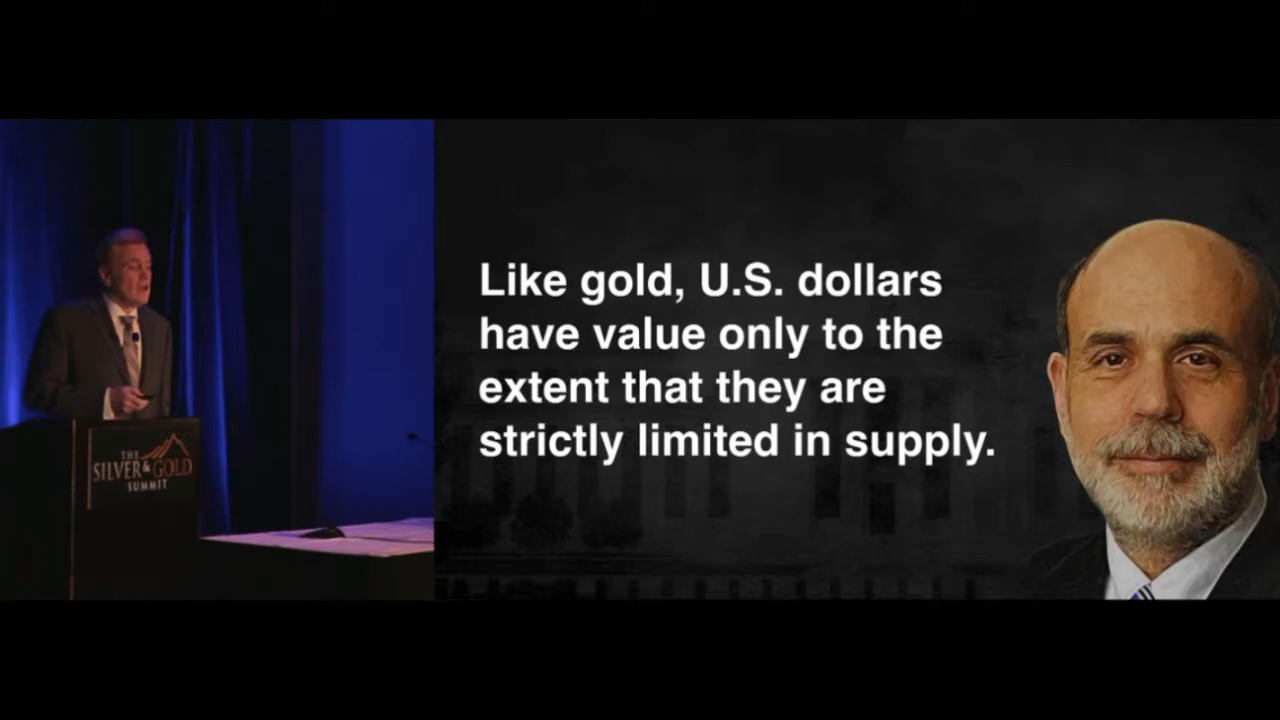 THE
SILVER & GOLD
SUMMIT
Like gold, U.S. dollars
have value only to the
extent that they are
strictly limited in supply.